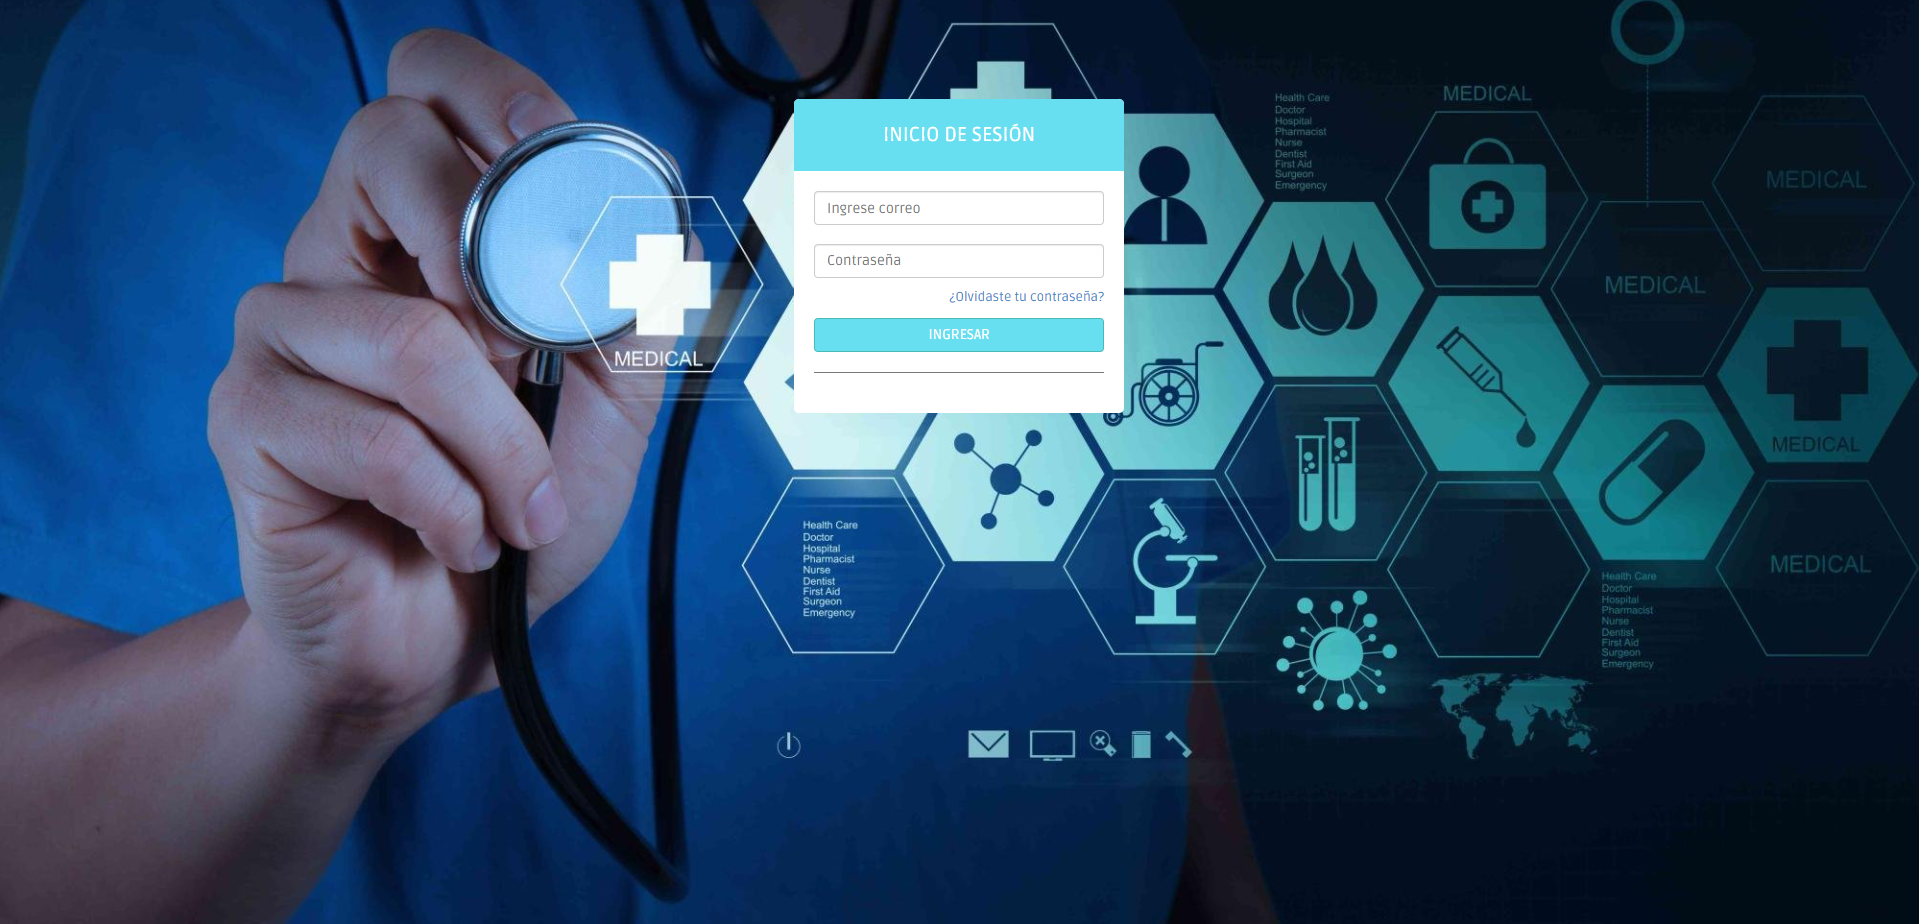 INICIO DE SESIÓN
Ingrese correo
Contraseña
¿Olvidaste tu contraseña?
INGRESAR
MEDICAL
Health Care
Doctor
Hospital
Pharmacist
Nurse
Dentist
First Aid
Surgeon
Emergency
Health Care
Doctor
Hospital
Pharmacist
Nurse
Dentist
First Aid
Surgeon
Emergency
MEDICAL
MEDICAL
MEDICAL
MEDICAL
MEDICAL
Health Care
Doctor
Hospital
Pharmacist
Nurse
Dentist
First Aid
Surgeon
Emergency